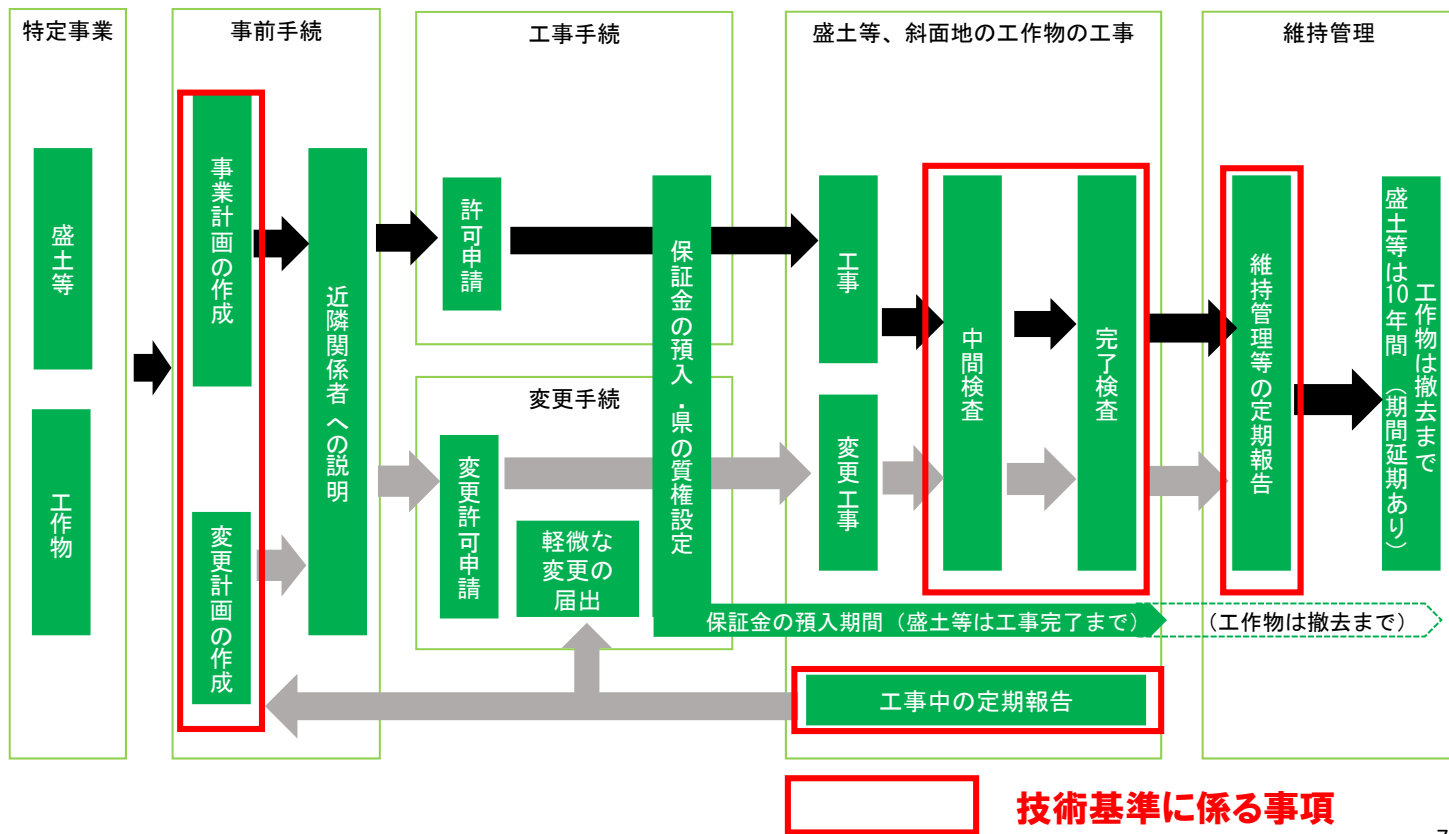 特定事業
事前手続
工事手続
盛土等、斜面地の工作物の工事
維持管理
盛土等
工作物
事業計画の作成
変更計画の作成
近隣関係者への説明
許可申請
変更手続
変更許可申請
軽微な
変更の
届出
保証金の預入・県の質権設定
工事
変更工事
中間検査
完了検査
維持管理等の定期報告
工作物は撤去まで
盛土等は10年間（期間延期あり）
保証金の預入期間（盛土等は工事完了まで）
（工作物は撤去まで）
工事中の定期報告
技術基準に係る事項